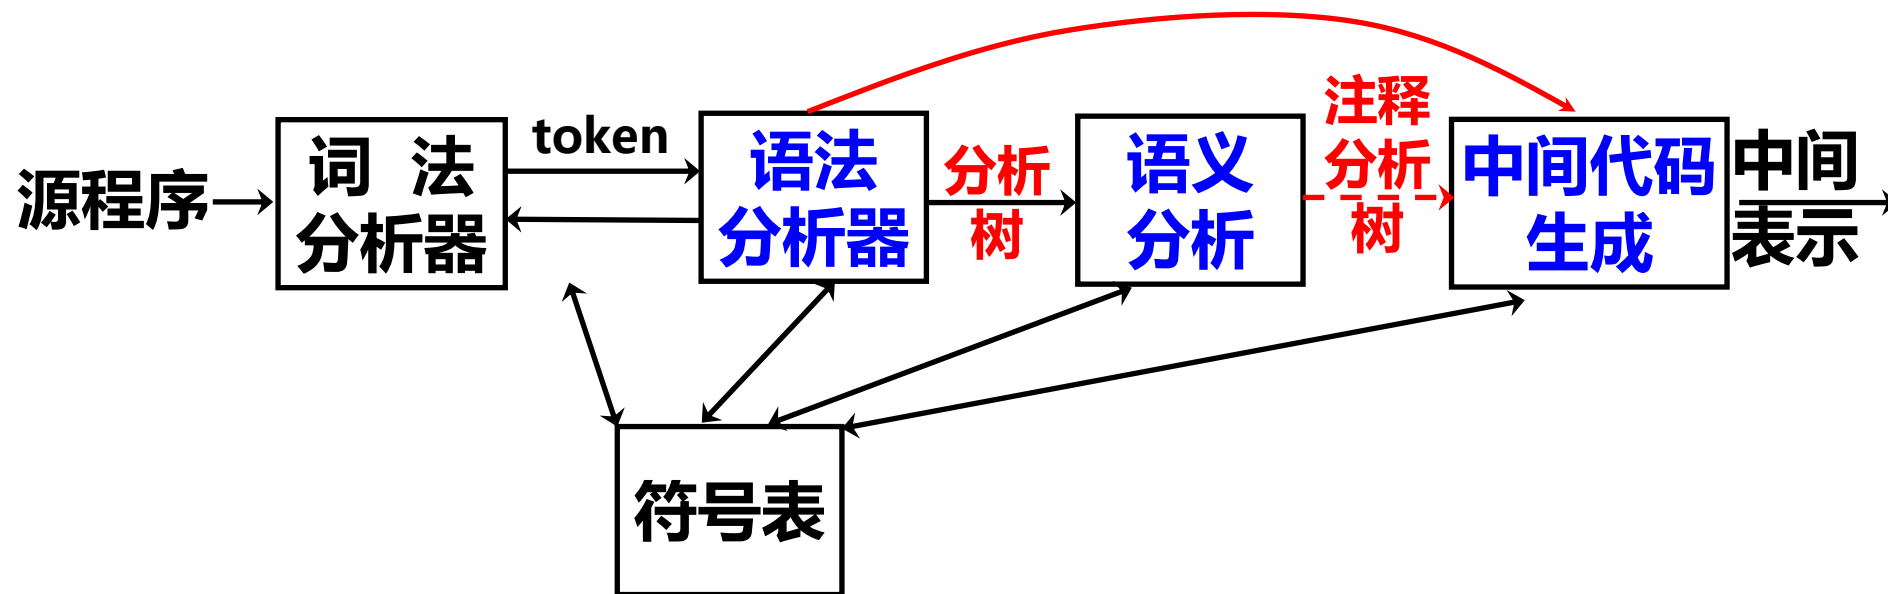 源程序
词 法
分析器
token
语法
分析器
分析
树
语义
分析
注释
分析
树
中间代码
生成
中间
表示
符号表